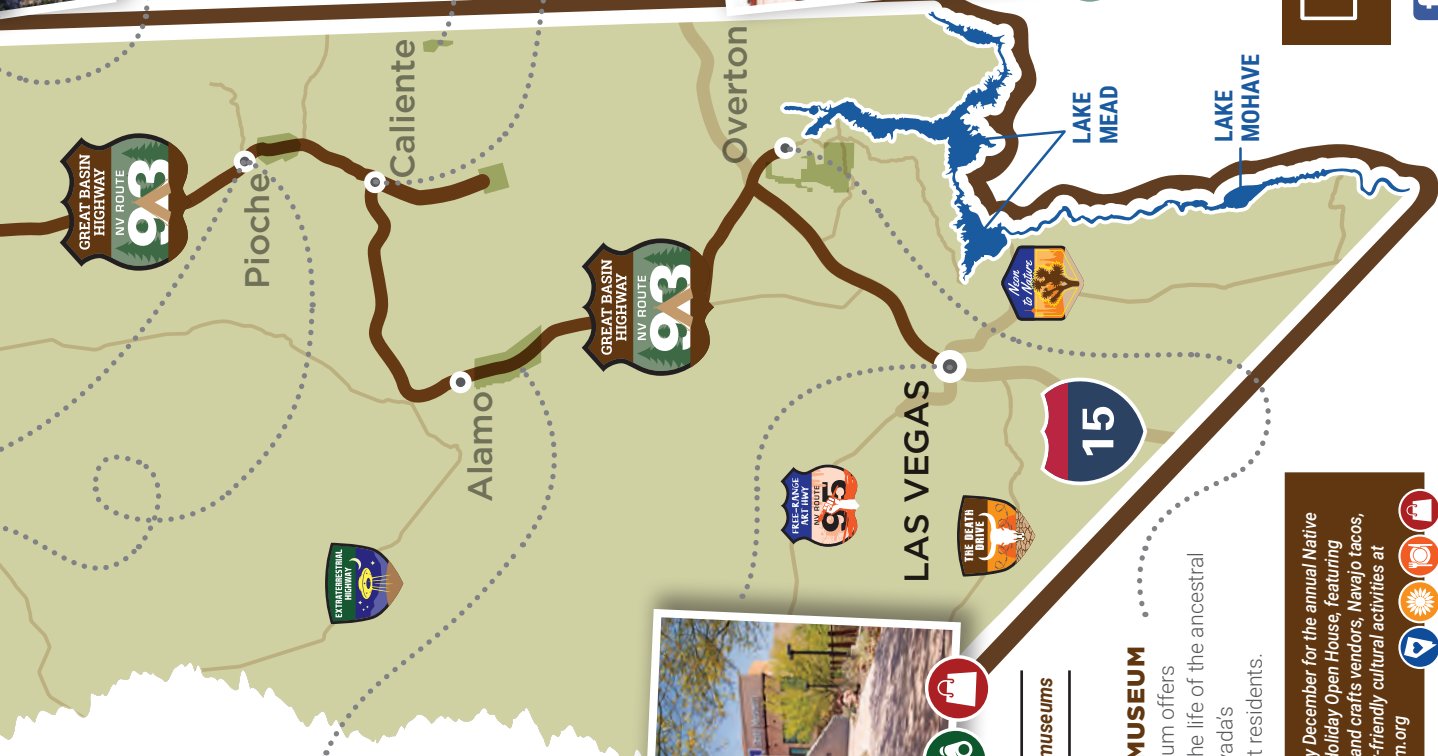 GREAT BASIN
HIGHWAY
NV ROUTE
93
Pioche
Caliente
Alamo
GREAT BASIN
HIGHWAY
NV ROUTE
93
Overton
LAKE
MEAD
LAKE
MOHAVE
Neon
to Nature
LAS VEGAS
15
FREE-RANGE
ART HWY
NV ROUTE
THE DEATH
DRIVE
EXTRATERRESTRIAL
HIGHWAY
museums
MUSEUM
um offers
he life of the ancestral
rada's
t residents.
y December for the annual Native
Holiday Open House, featuring
and crafts vendors, Navajo tacos,
friendly cultural activities at
m.org